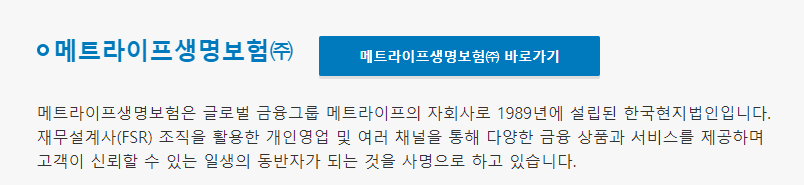 메트라이프생명보험㈜
메트라이프생명보험㈜ 바로가기
메트라이프생명보험은 글로벌 금융그룹 메트라이프의 자회사로 1989년에 설립된 한국현지법인입니다.
재무설계사(FSR) 조직을 활용한 개인영업 및 여러 채널을 통해 다양한 금융 상품과 서비스를 제공하며
고객이 신뢰할 수 있는 일생의 동반자가 되는 것을 사명으로 하고 있습니다.